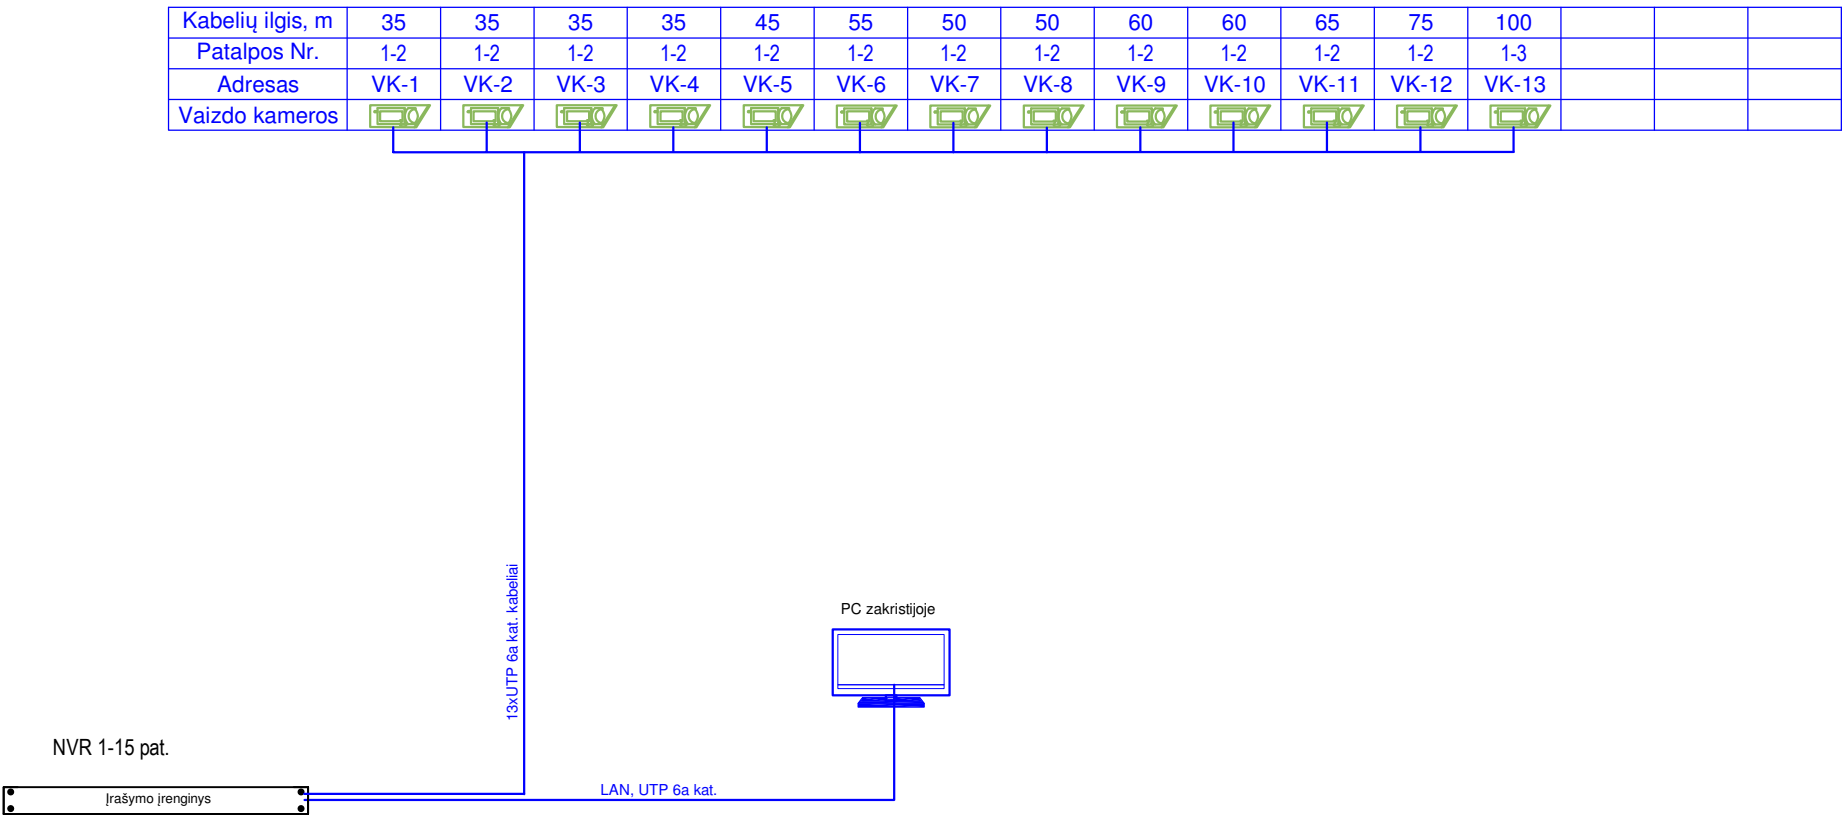 Kabelių ilgis, m 35 35 35 35 45 55 50 50 60 60 65 75 100
Patalpos Nr. 1-2 1-2 1-2 1-2 1-2 1-2 1-2 1-2 1-2 1-2 1-2 1-2 1-3
Adresas VK-1 VK-2 VK-3 VK-4 VK-5 VK-6 VK-7 VK-8 VK-9 VK-10 VK-11 VK-12 VK-13
Vaizdo kameros
13xUTP 6a kat. kabeliai
PC zakristijoje
NVR 1-15 pat.
Įrašymo įrenginys
LAN, UTP 6a kat.